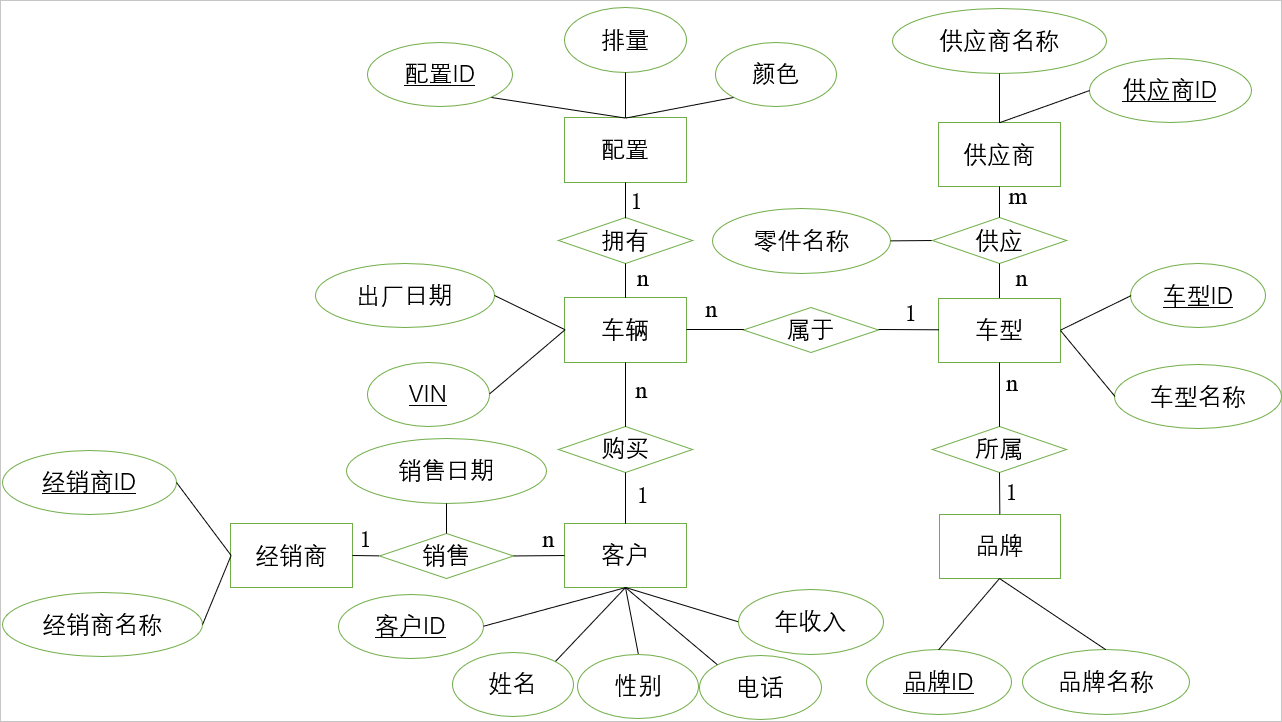 排量
供应商名称
配置ID
颜色
供应商ID
配置
供应商
1
m
拥有
零件名称
供应
n
n
出厂日期
车型ID
车辆
n
属于
1
车型
VIN
n
n
车型名称
购买
所属
经销商ID
销售日期
1
1
经销商
1
销售
n
客户
品牌
经销商名称
客户ID
年收入
姓名
性别
电话
品牌ID
品牌名称